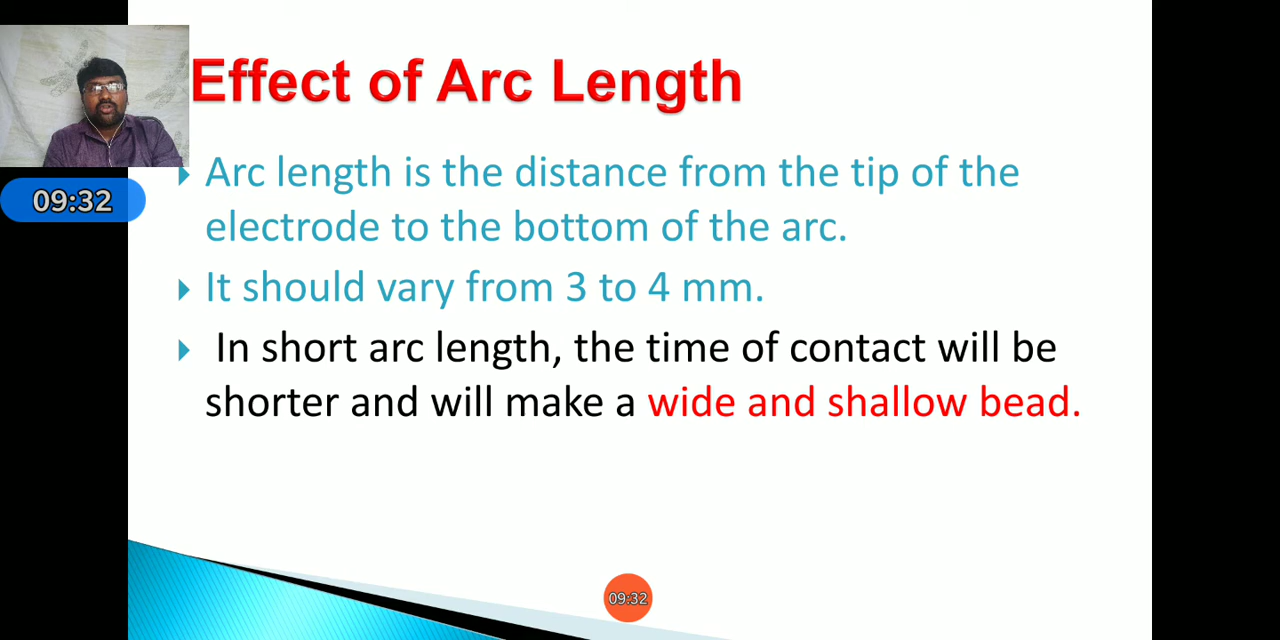 Effect of Arc Length
Arc length is the distance from the tip of the
09:32
electrode to the bottom of the arc.
It should vary from 3 to 4 mm.
In short arc length, the time of contact will be
shorter and will make a wide and shallow bead.
09:32